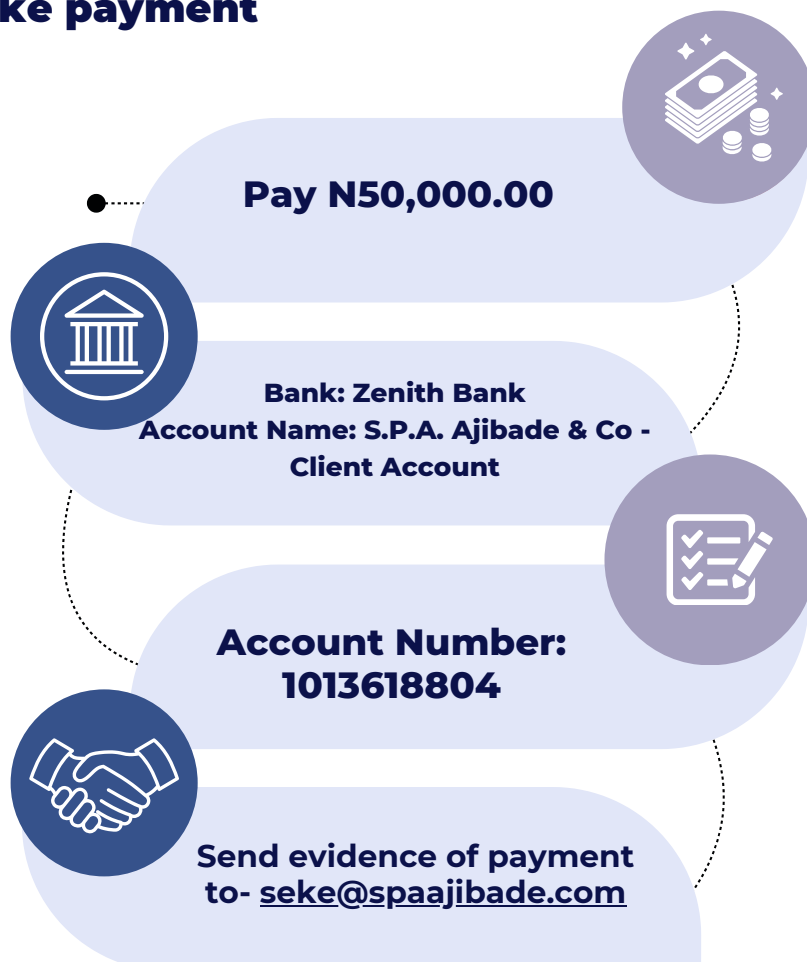 ke payment
Pay N50,000.00
Bank: Zenith Bank
Account Name: S.P.A. Ajibade & Co -
Client Account
Account Number:
1013618804
Send evidence of payment
to- seke@spaajibade.com